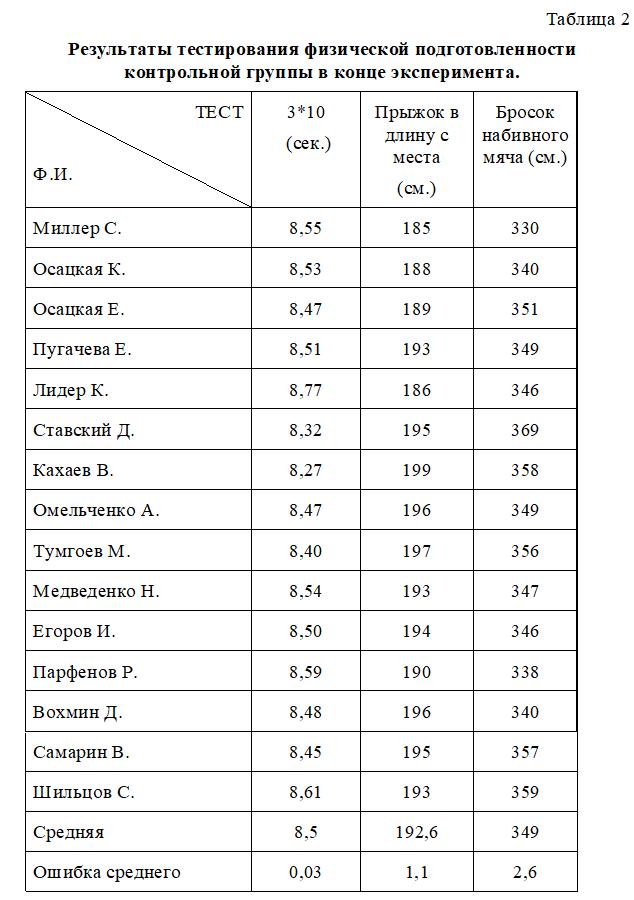 Таблица 2
Результаты тестирования физической подготовленности
контрольной группы в конце эксперимента.
ТЕСТ
Ф.И.
3*10
(сек.)
Прыжок в
длину с
места
(см.)
Бросок
набивного
мяча (см.)
Миллер С. 8,55 185 330
Осацкая К. 8,53 188 340
Осацкая Е. 8,47 189 351
Пугачева Е. 8,51 193 349
Лидер К. 8,77 186 346
Ставский Д. 8,32 195 369
Кахаев В. 8,27 199 358
Омельченко А. 8,47 196 349
Тумгоев М. 8,40 197 356
Медведенко Н. 8,54 193 347
Егоров И. 8,50 194 346
Парфенов Р. 8,59 190 338
Вохмин Д. 8,48 196 340
Самарин В. 8,45 195 357
Шильцов С. 8,61 193 359
Средняя 8,5 192,6 349
Ошибка среднего 0,03 1,1 2,6